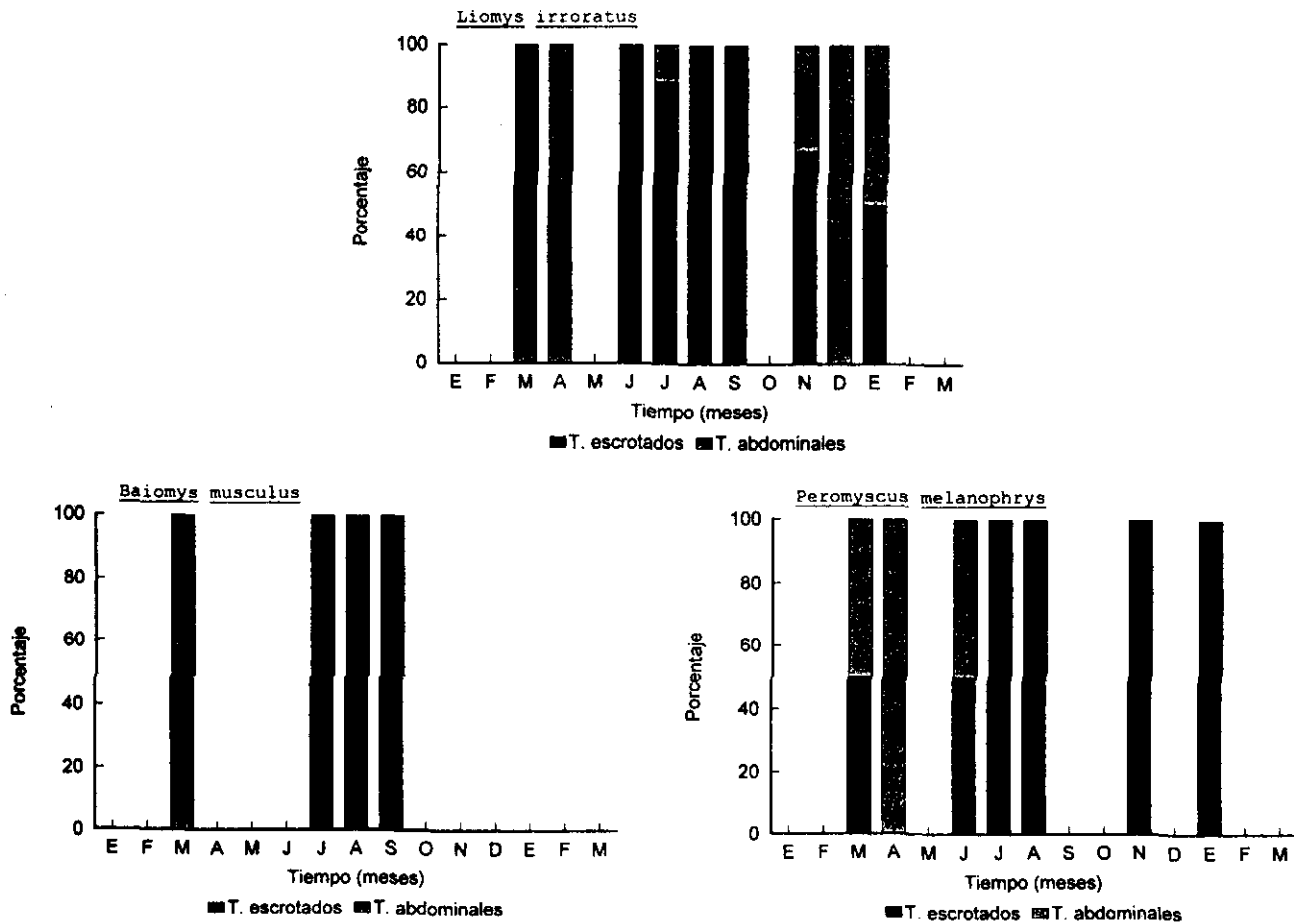 Liomys irroratus
100
80
60
40
20
0
Porcentaje
E F M A M J J A S O N D E F M
Tiempo (meses)
T. escrotados T. abdominales
Baiomys musculus
100
80
60
40
20
0
Porcentaje
E F M A M J J A S O N D E F M
Tiempo (meses)
T. escrotados T. abdominales
Peromyscus melanophrys
100
80
60
40
20
0
Porcentaje
E F M A M J J A S O N D E F M
Tiempo (meses)
T. escrotados T. abdominales